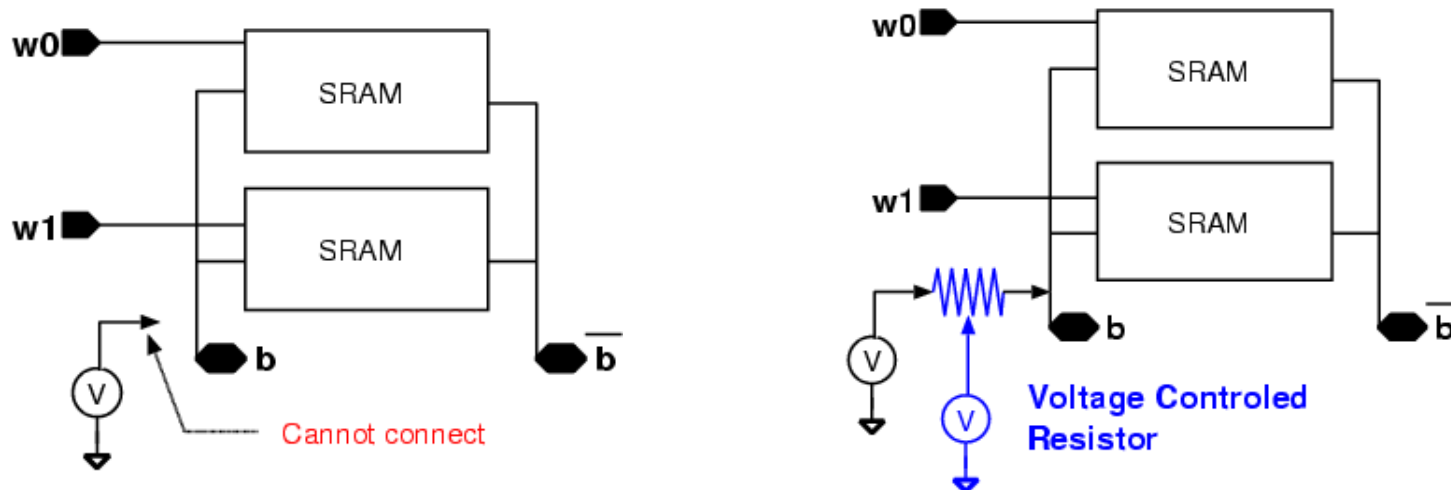 w0
SRAM
w1
SRAM
b
b
V
Cannot connect
w0
SRAM
w1
SRAM
b
b
V
V
Voltage Controled
Resistor